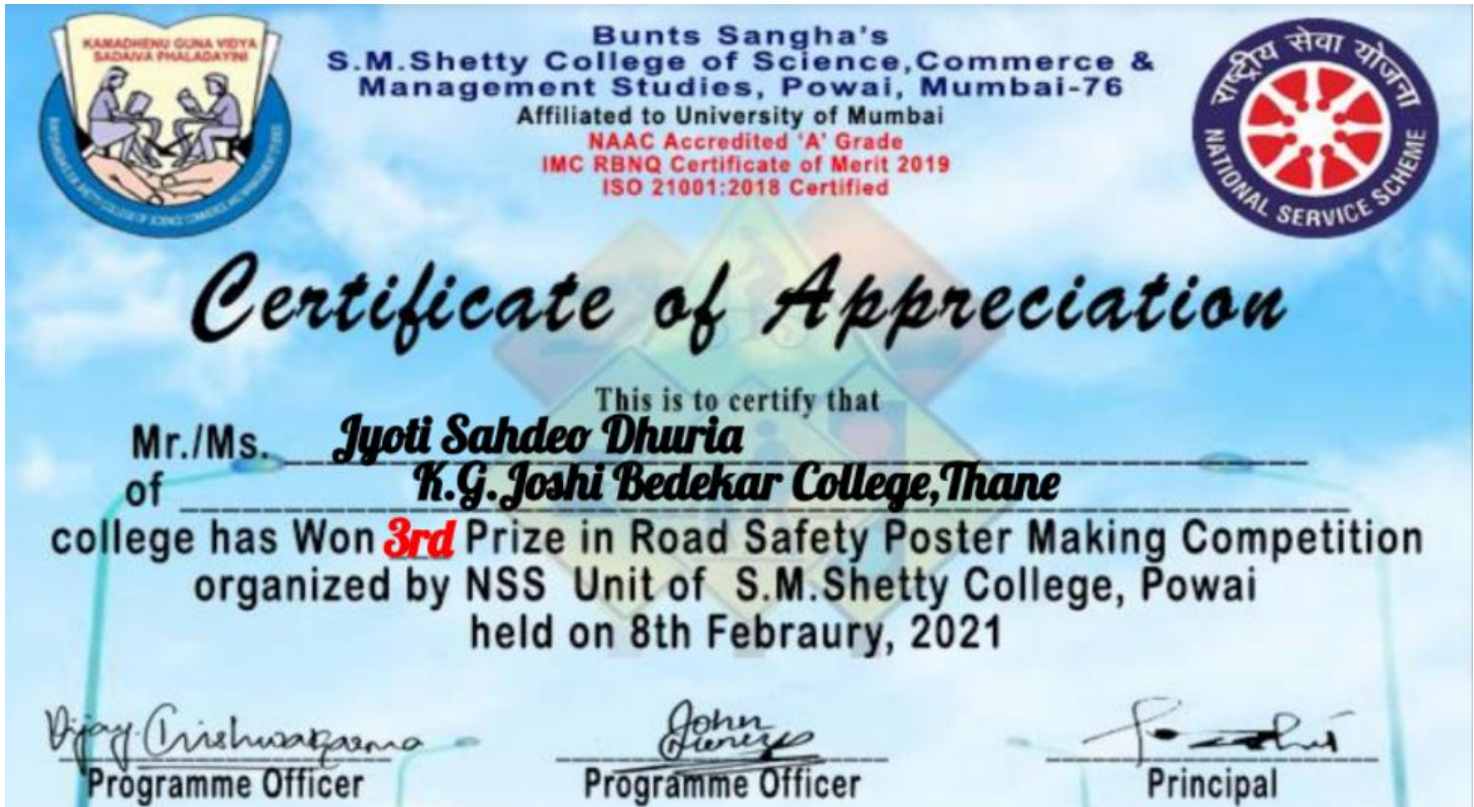 KAMADHENU GUNA VIDYA
SADAIVA PHALADAYINI
Bunts Sangha's
S.M.Shetty College of Science,Commerce &
Management Studies, Powai, Mumbai-76
Affiliated to University of Mumbai
NAAC Accredited 'A' Grade
IMC RBNQ Certificate of Merit 2019
ISO 21001:2018 Certified
राष्ट्रीय सेवा योजना
NATIONAL SERVICE SCHEME
Certificate of Appreciation
This is to certify that
Mr./Ms. Jyoti Sahdeo Dhuria
of K.G.Joshi Bedekar College,Thane
college has Won 3rd Prize in Road Safety Poster Making Competition
organized by NSS Unit of S.M.Shetty College, Powai
held on 8th Febraury, 2021
Vijay John
Programme Officer Programme Officer Principal